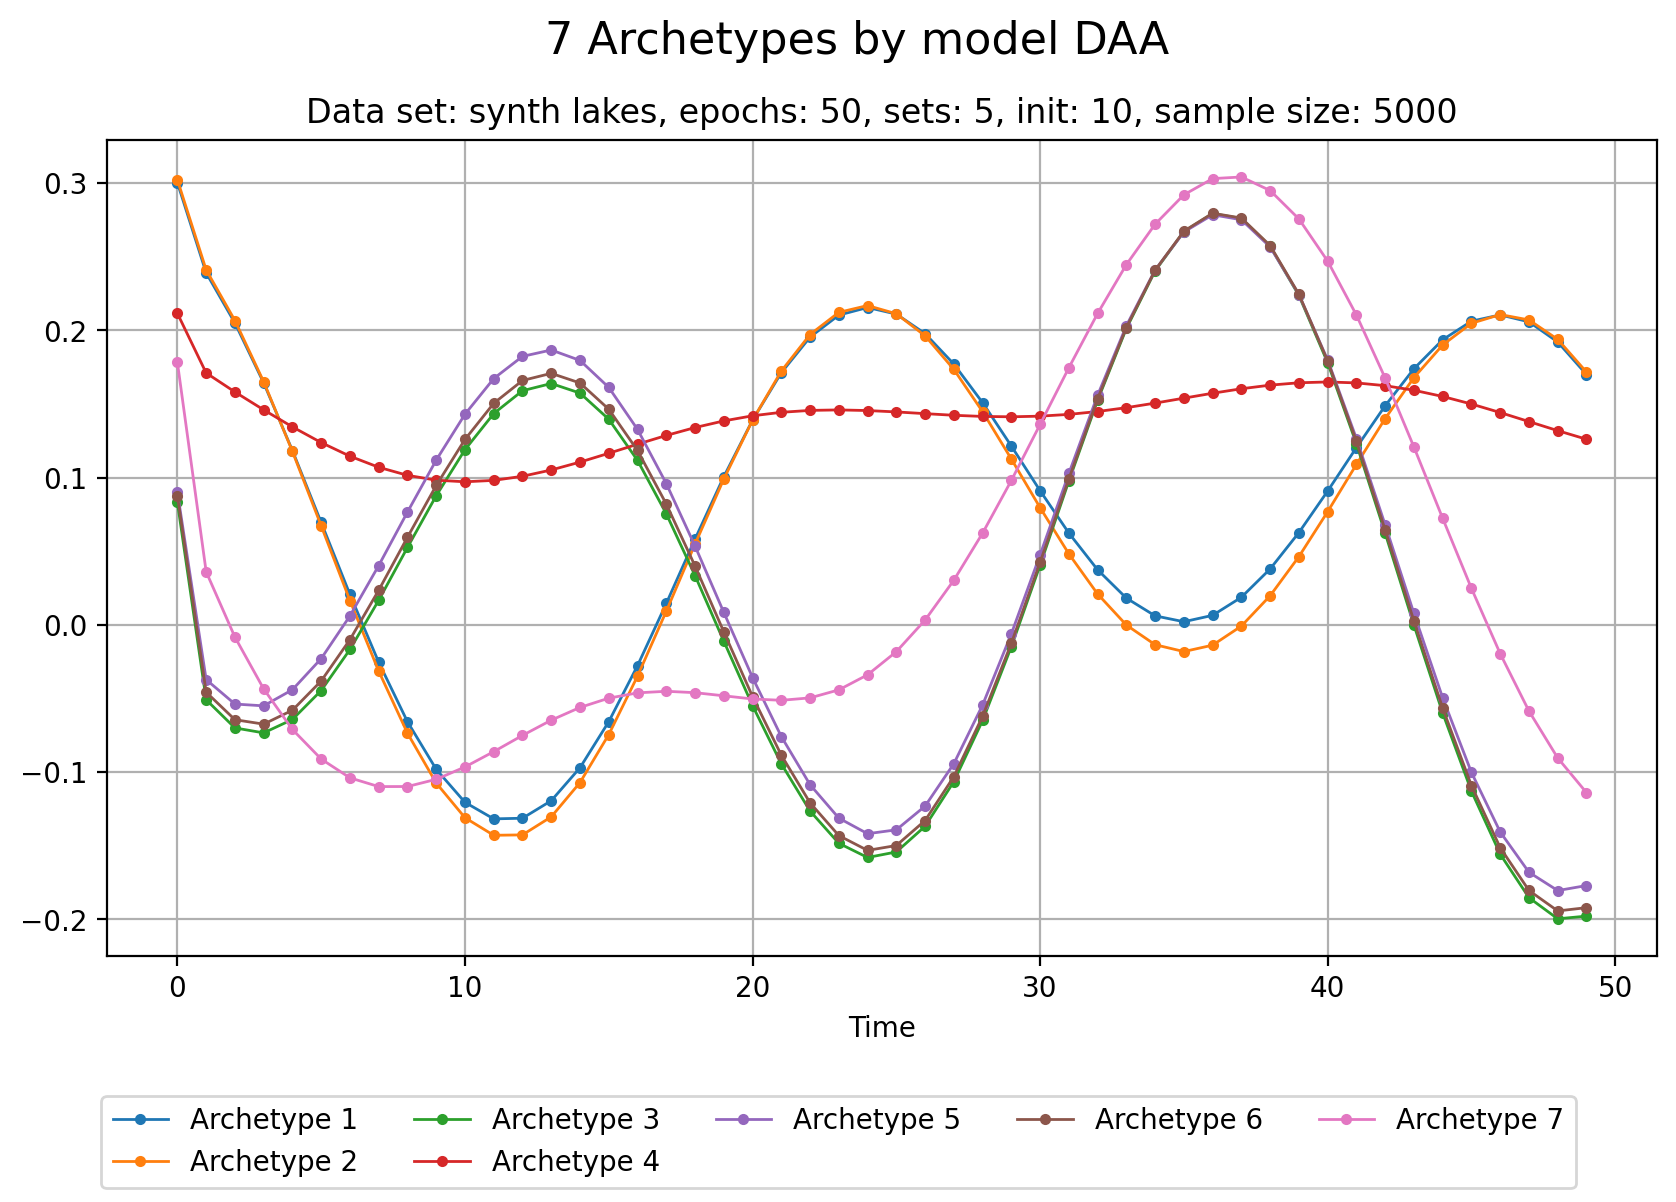 7 Archetypes by model DAA
Data set: synth lakes, epochs: 50, sets: 5, init: 10, sample size: 5000
0.3
0.2
0.1
0.0
−0.1
−0.2
0 10 20 30 40 50
Time
Archetype 1 Archetype 3 Archetype 5 Archetype 6 Archetype 7
Archetype 2 Archetype 4